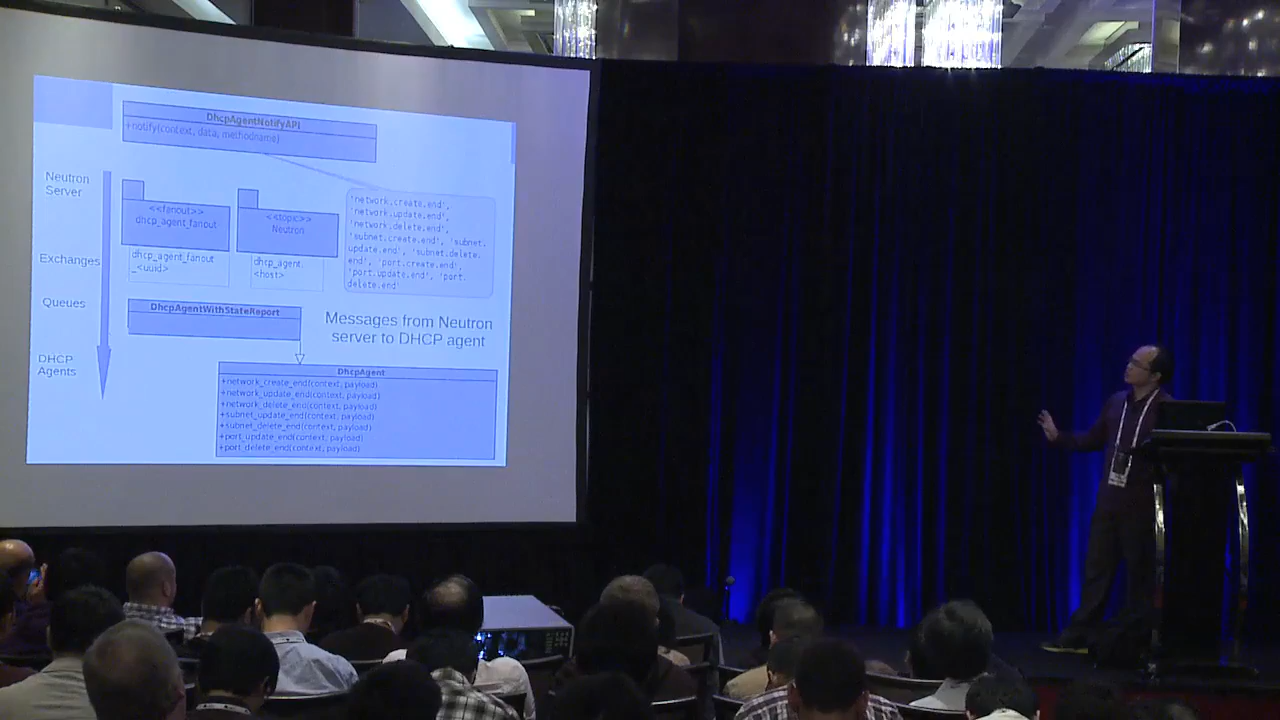 DhcpAgentNotifyAPI
+notify(context, data, methodname)
Neutron
Server
<<fanout>>
dhcp_agent_fanout
<<topic>>
Neutron
'network.create.end',
'network.update.end',
'network.delete.end',
'subnet.create.end', 'subnet.
update.end', 'subnet.delete.
end', 'port.create.end',
'port.update.end', 'port.
delete.end'
Exchanges
dhcp_agent_fanout
_<uuid>
dhcp_agent.
<host>
Queues
DhcpAgentWithStateReport
Messages from Neutron
server to DHCP agent
DHCP
Agents
DhcpAgent
+network_create_end(context, payload)
+network_update_end(context, payload)
+network_delete_end(context, payload)
+subnet_update_end(context, payload)
+subnet_delete_end(context, payload)
+port_update_end(context, payload)
+port_delete_end(context, payload)